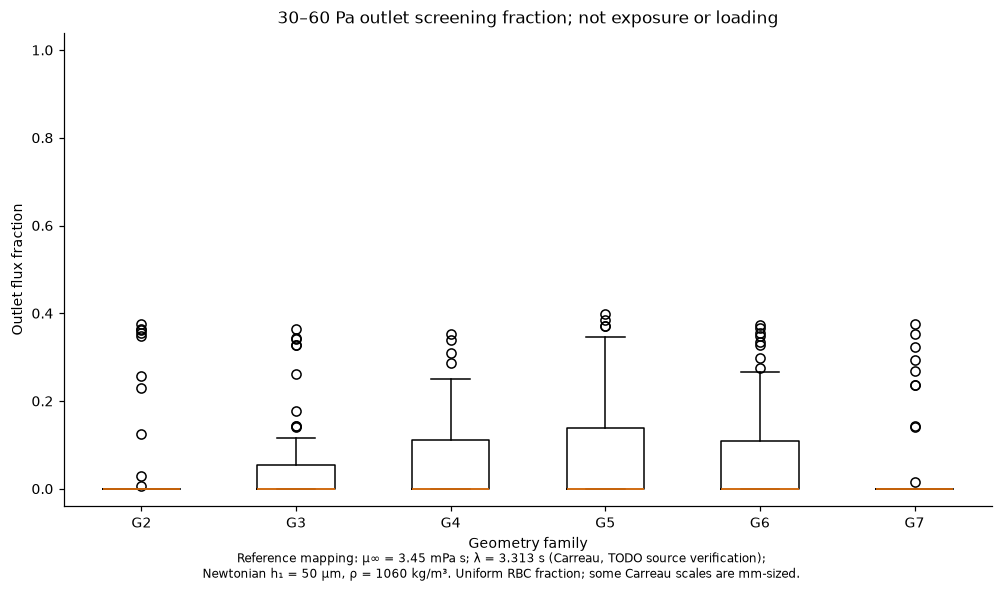 30–60 Pa outlet screening fraction; not exposure or loading
Outlet flux fraction
1.0
0.8
0.6
0.4
0.2
0.0
G2 G3 G4 G5 G6 G7
Geometry family
Reference mapping: μ∞ = 3.45 mPa s; λ = 3.313 s (Carreau, TODO source verification);
Newtonian h₁ = 50 μm, ρ = 1060 kg/m³. Uniform RBC fraction; some Carreau scales are mm-sized.